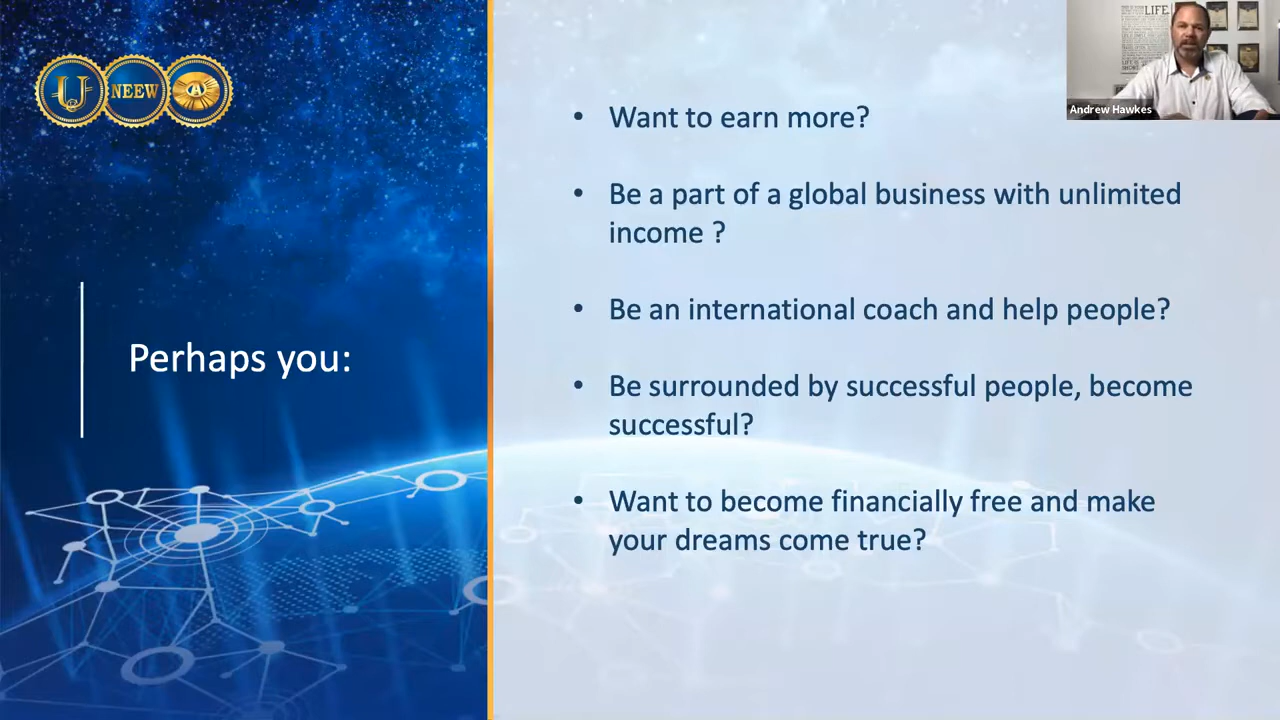 LIFE
Andrew Hawkes
U NEEW A
Perhaps you:
• Want to earn more?
• Be a part of a global business with unlimited
income ?
• Be an international coach and help people?
• Be surrounded by successful people, become
successful?
• Want to become financially free and make
your dreams come true?